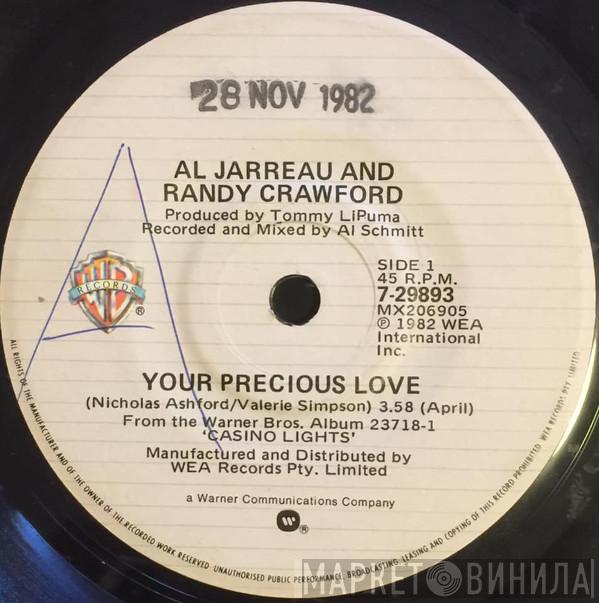 28 NOV 1982
AL JARREAU AND
RANDY CRAWFORD
Produced by Tommy LiPuma
Recorded and Mixed by Al Schmitt
A
WB
RECORDS
®
SIDE 1
45 R.P.M.
7-29893
MX206905
℗ 1982 WEA
International
Inc.
YOUR PRECIOUS LOVE
(Nicholas Ashford/Valerie Simpson) 3.58 (April)
From the Warner Bros. Album 23718-1
'CASINO LIGHTS'
Manufactured and Distributed by
WEA Records Pty. Limited
a Warner Communications Company
®
ALL RIGHTS OF THE MANUFACTURER AND OF THE OWNER OF THE RECORDED WORK RESERVED. UNAUTHORISED PUBLIC PERFORMANCE, BROADCASTING, LEASING AND COPYING OF THIS RECORD PROHIBITED. WEA RECORDS PTY. LIMITED
МАРКЕТ ВИНИЛА